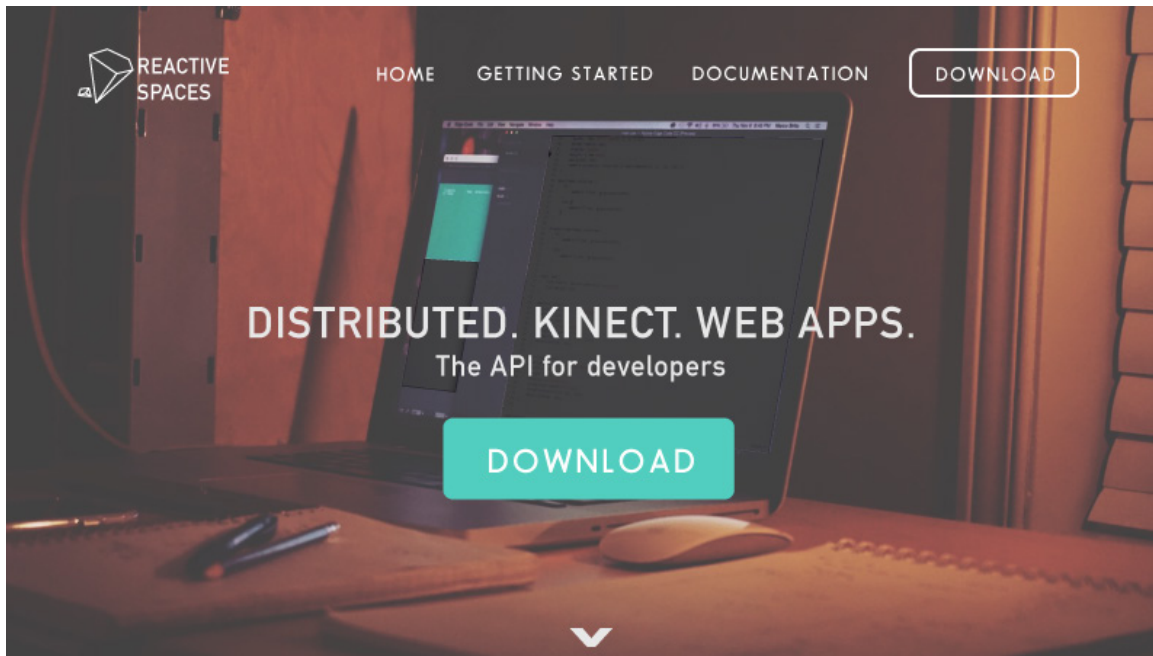 REACTIVE
SPACES
HOME
GETTING STARTED
DOCUMENTATION
DOWNLOAD
DISTRIBUTED. KINECT. WEB APPS.
The API for developers
DOWNLOAD